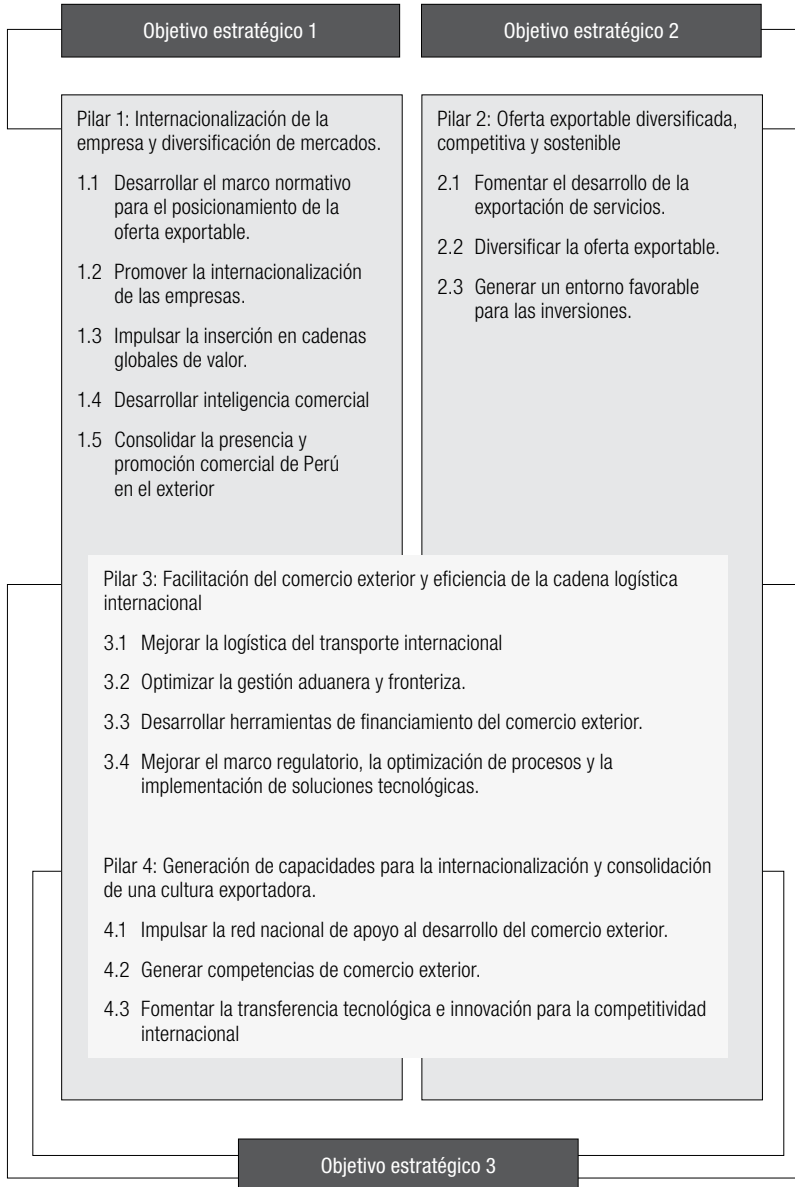 Objetivo estratégico 1
Objetivo estratégico 2
Pilar 1: Internacionalización de la
empresa y diversificación de mercados.
1.1 Desarrollar el marco normativo
para el posicionamiento de la
oferta exportable.
1.2 Promover la internacionalización
de las empresas.
1.3 Impulsar la inserción en cadenas
globales de valor.
1.4 Desarrollar inteligencia comercial
1.5 Consolidar la presencia y
promoción comercial de Perú
en el exterior
Pilar 2: Oferta exportable diversificada,
competitiva y sostenible
2.1 Fomentar el desarrollo de la
exportación de servicios.
2.2 Diversificar la oferta exportable.
2.3 Generar un entorno favorable
para las inversiones.
Pilar 3: Facilitación del comercio exterior y eficiencia de la cadena logística
internacional
3.1 Mejorar la logística del transporte internacional
3.2 Optimizar la gestión aduanera y fronteriza.
3.3 Desarrollar herramientas de financiamiento del comercio exterior.
3.4 Mejorar el marco regulatorio, la optimización de procesos y la
implementación de soluciones tecnológicas.
Pilar 4: Generación de capacidades para la internacionalización y consolidación
de una cultura exportadora.
4.1 Impulsar la red nacional de apoyo al desarrollo del comercio exterior.
4.2 Generar competencias de comercio exterior.
4.3 Fomentar la transferencia tecnológica e innovación para la competitividad
internacional
Objetivo estratégico 3